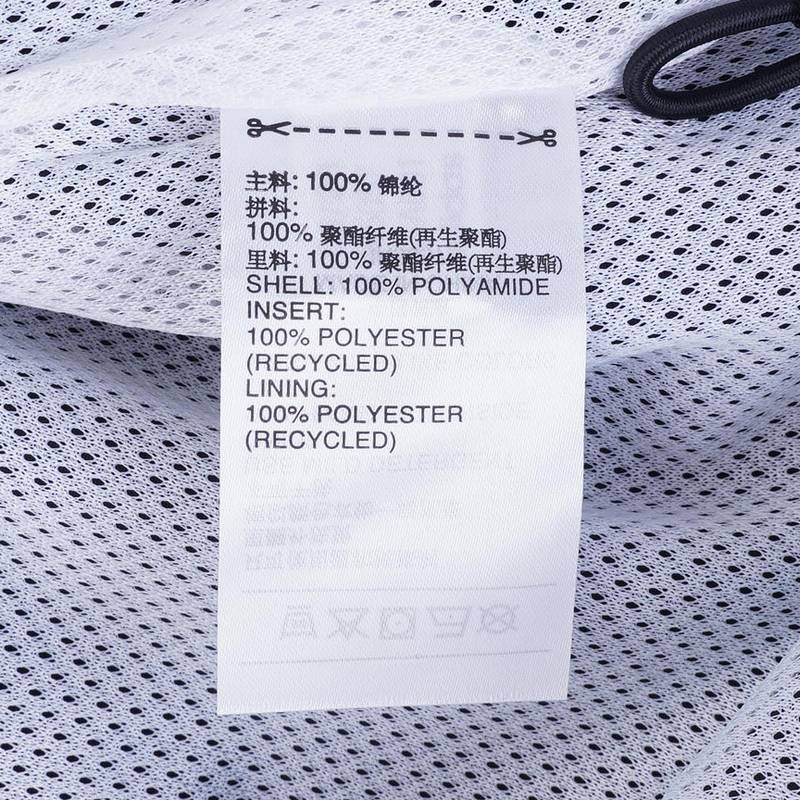 主料: 100% 锦纶
拼料:
100% 聚酯纤维(再生聚酯)
里料: 100% 聚酯纤维(再生聚酯)
SHELL: 100% POLYAMIDE
INSERT:
100% POLYESTER
(RECYCLED)
LINING:
100% POLYESTER
(RECYCLED)